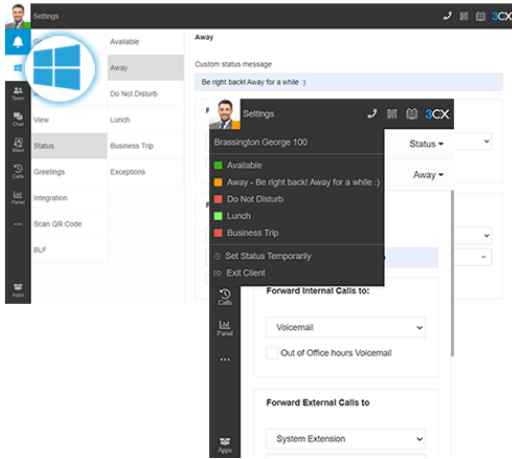 Settings
3CX
Team
Chat
Meet
Calls
Panel
Apps
View
Status
Greetings
Integration
Scan QR Code
BLF
Available
Away
Do Not Disturb
Lunch
Business Trip
Exceptions
Away
Custom status message
Be right back! Away for a while :)
Settings
3CX
Brassington George 100
Available
Away - Be right back! Away for a while :)
Do Not Disturb
Lunch
Business Trip
Set Status Temporarily
Exit Client
Status
Away
Calls
Panel
Apps
Forward Internal Calls to:
Voicemail
Out of Office hours Voicemail
Forward External Calls to
System Extension